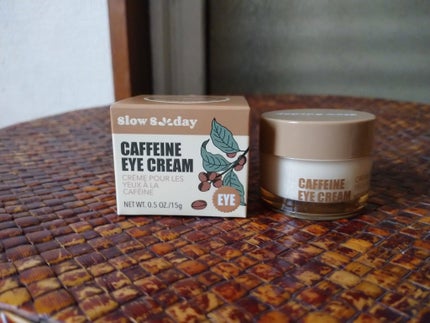 slow sunday
CAFFEINE
EYE CREAM
CRÈME POUR LES
YEUX À LA
CAFÉINE
NET WT. 0.5 OZ./15g
EYE
CAFFEINE
EYE CREAM